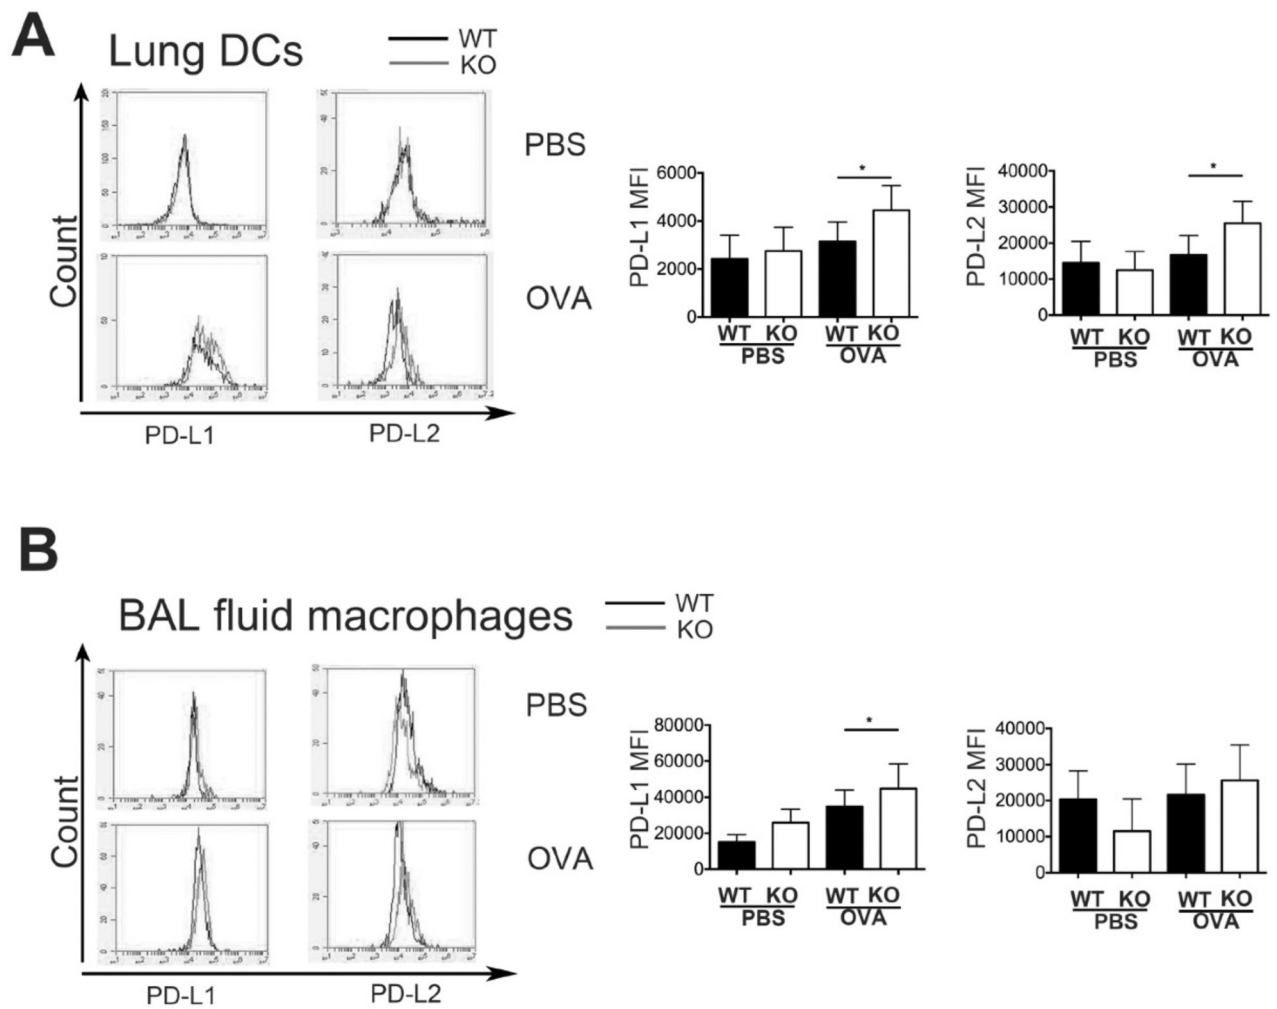 A
Lung DCs
WT
KO
PBS
OVA
Count
PD-L1
PD-L2
PD-L1 MFI
6000
4000
2000
0
WT KO WT KO
PBS OVA
*
PD-L2 MFI
40000
30000
20000
10000
0
WT KO WT KO
PBS OVA
*
B
BAL fluid macrophages
WT
KO
PBS
OVA
Count
PD-L1
PD-L2
PD-L1 MFI
80000
60000
40000
20000
0
WT KO WT KO
PBS OVA
*
PD-L2 MFI
40000
30000
20000
10000
0
WT KO WT KO
PBS OVA